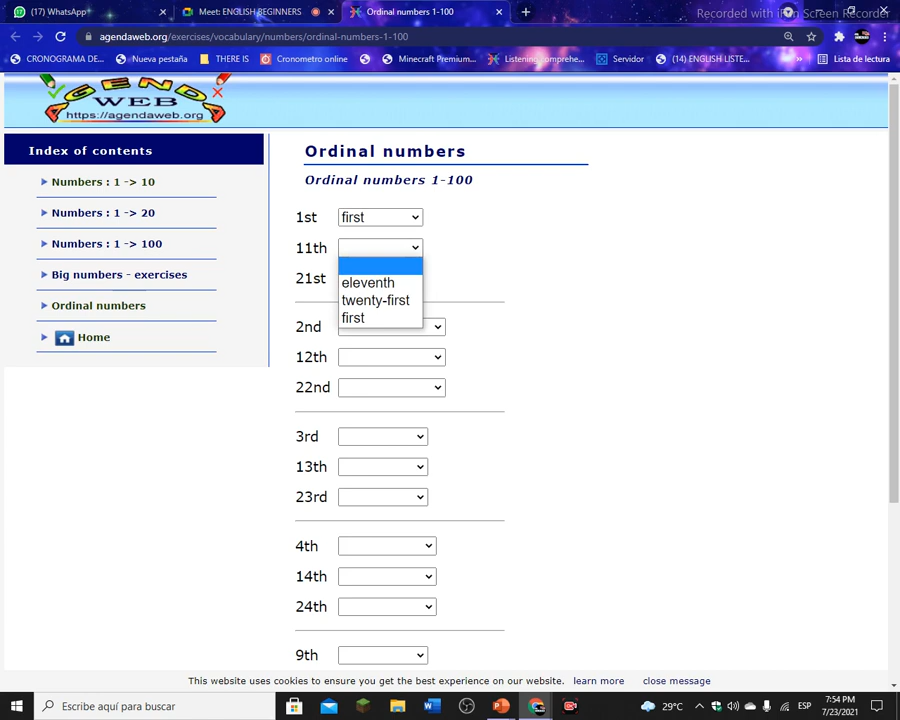 (17) WhatsApp
Meet: ENGLISH BEGINNERS
Ordinal numbers 1-100
Recorded with iFun Screen Recorder
agendaweb.org/exercises/vocabulary/numbers/ordinal-numbers-1-100
CRONOGRAMA DE...
Nueva pestaña
THERE IS
Cronometro online
Minecraft Premium...
Listening comprehe...
Servidor
(14) ENGLISH LISTE...
»
Lista de lectura
AGENDA
WEB
https://agendaweb.org
Index of contents
Numbers : 1 -> 10
Numbers : 1 -> 20
Numbers : 1 -> 100
Big numbers - exercises
Ordinal numbers
Home
Ordinal numbers
Ordinal numbers 1-100
1st first
11th
eleventh
21st
twenty-first
first
2nd
12th
22nd
3rd
13th
23rd
4th
14th
24th
9th
This website uses cookies to ensure you get the best experience on our website. learn more close message
Escribe aquí para buscar
29°C
ESP
7:54 PM
7/23/2021